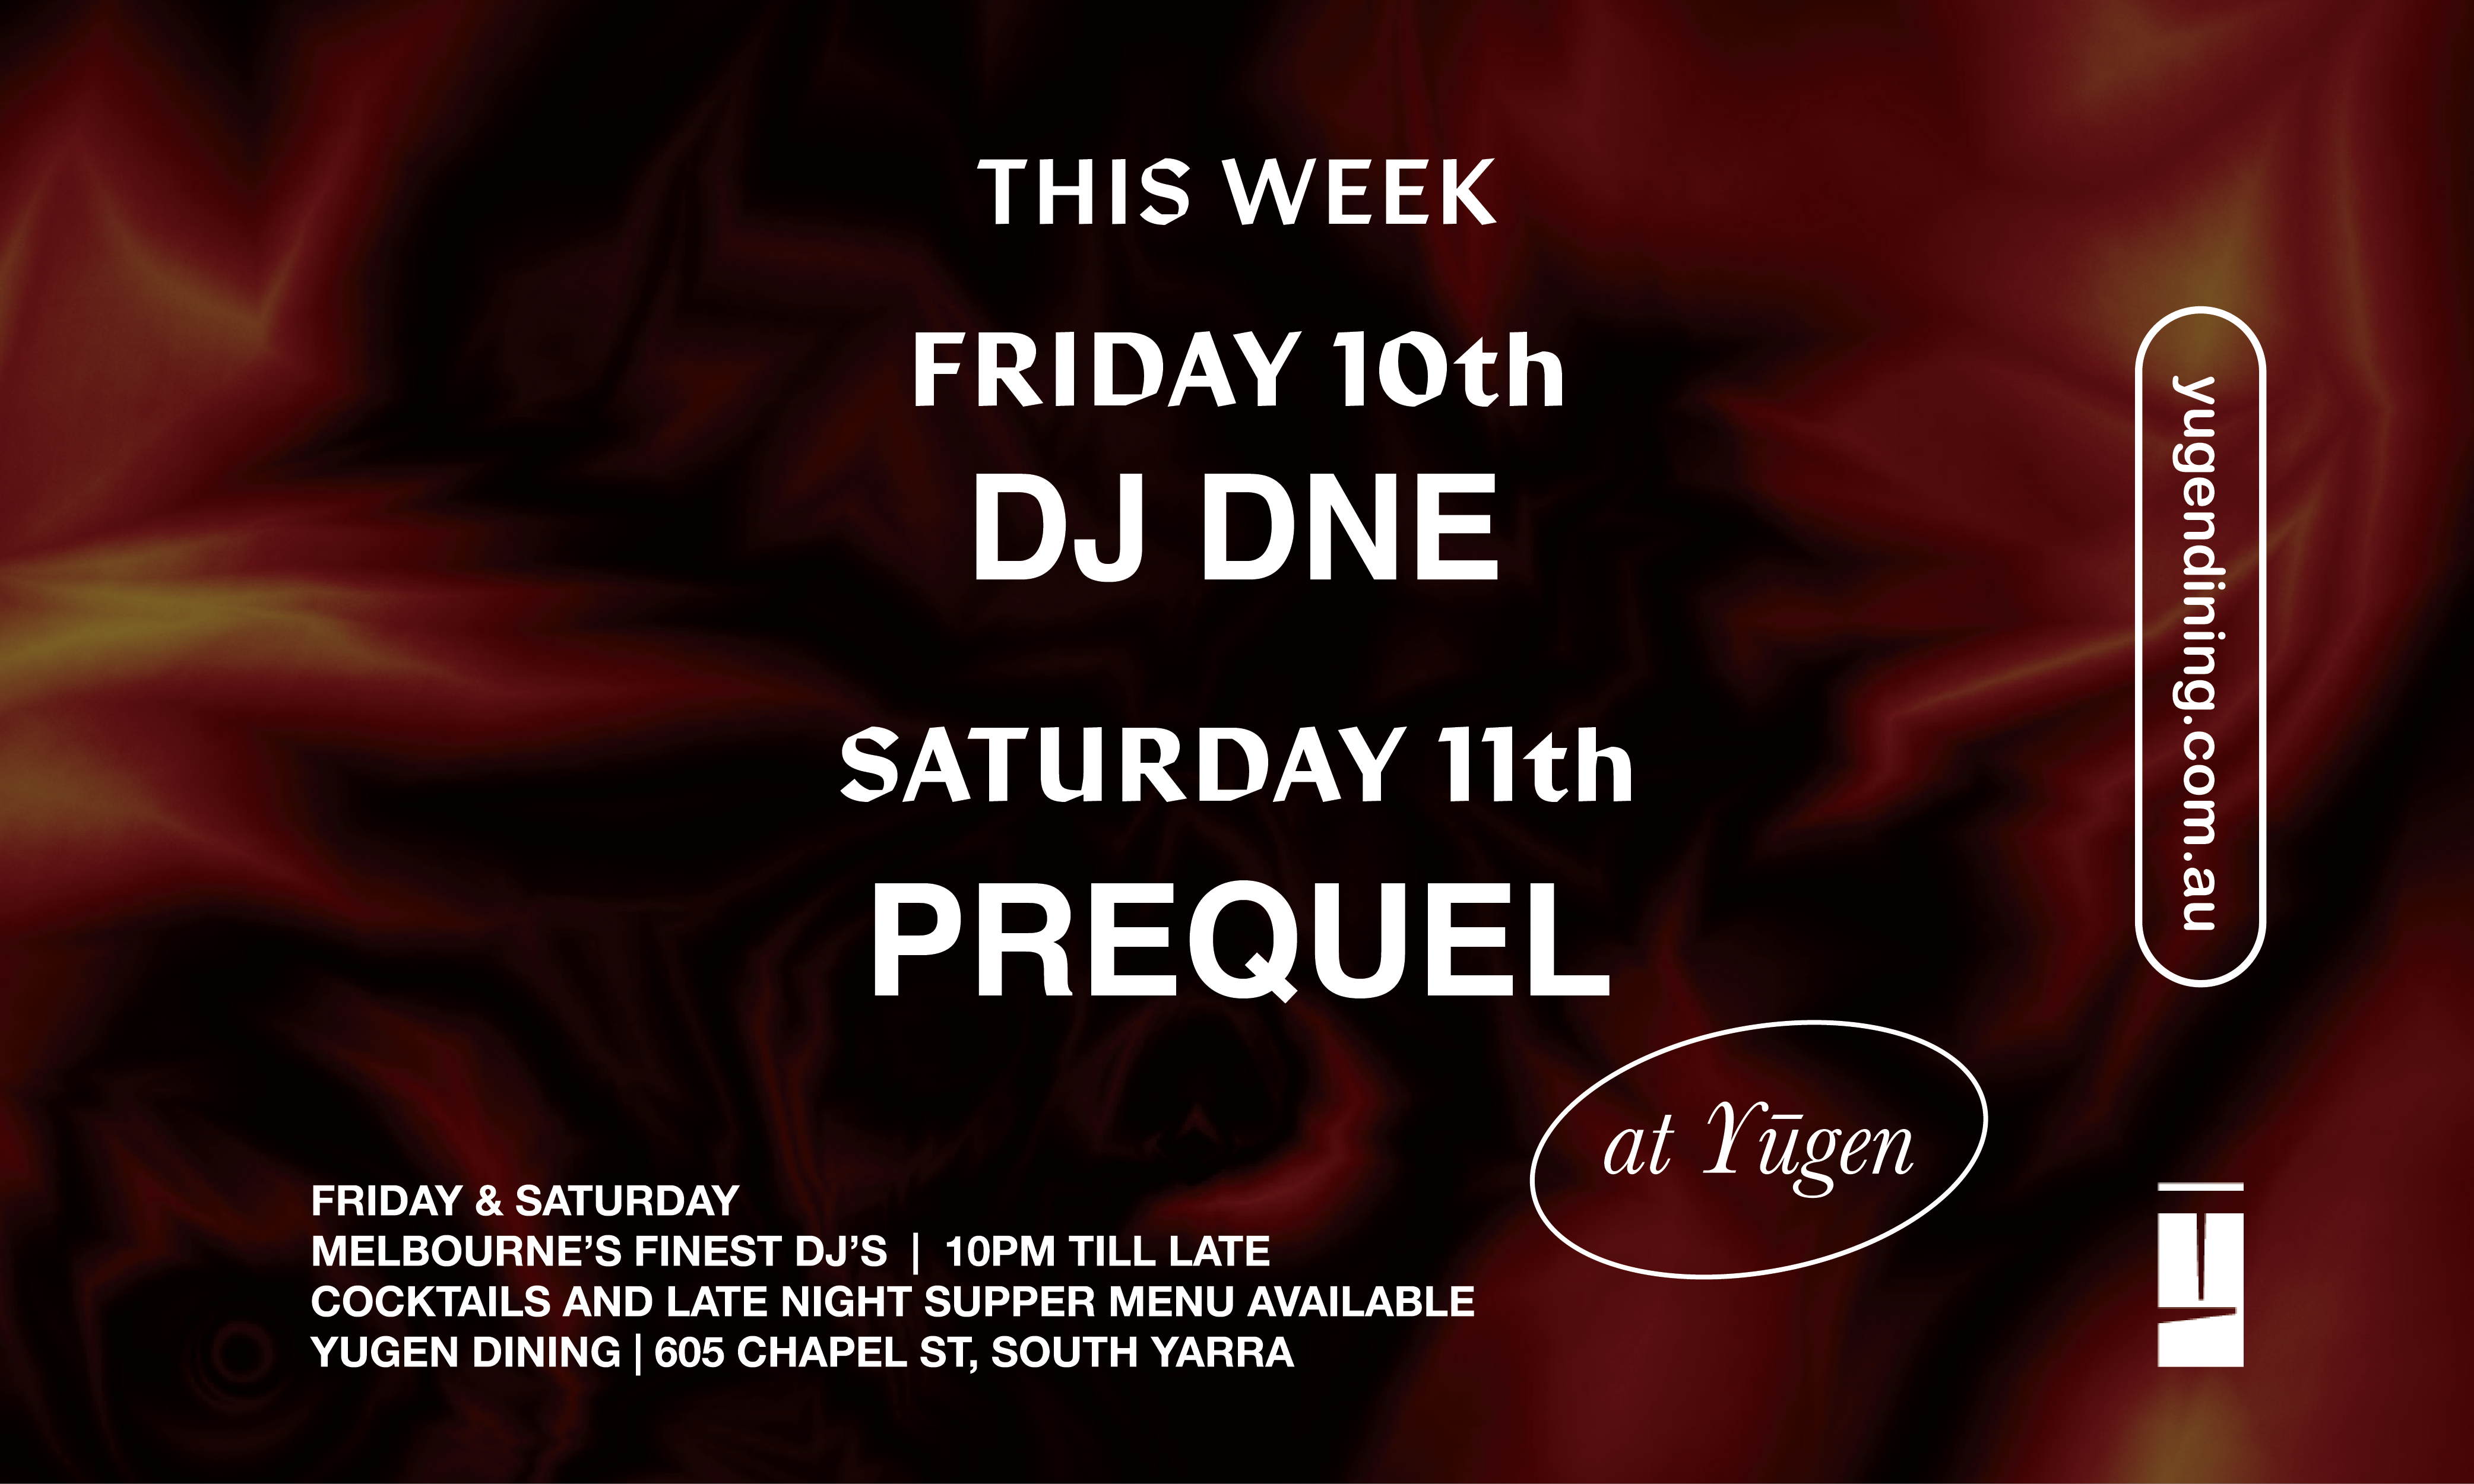 THIS WEEK
FRIDAY 10th
DJ DNE
SATURDAY 11th
PREQUEL
at Yūgen
FRIDAY & SATURDAY
MELBOURNE’S FINEST DJ’S | 10PM TILL LATE
COCKTAILS AND LATE NIGHT SUPPER MENU AVAILABLE
YUGEN DINING | 605 CHAPEL ST, SOUTH YARRA
yugendining.com.au